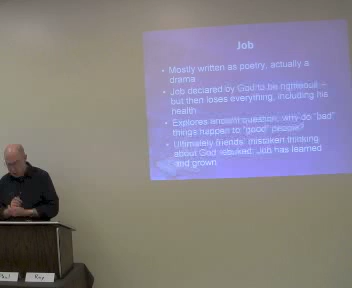 Job
• Mostly written as poetry, actually a
drama
• Job declared by God to be righteous –
but then loses everything, including his
health
• Explores ancient question, why do "bad"
things happen to "good" people?
• Ultimately friends' mistaken thinking
about God rebuked; Job has learned
and grown
Ray